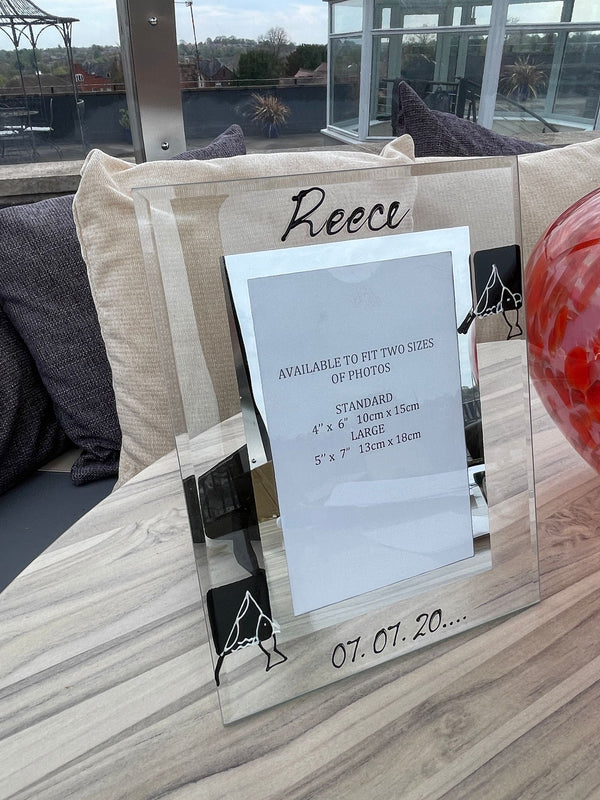 Reece
AVAILABLE TO FIT TWO SIZES
OF PHOTOS
STANDARD
4" x 6" 10cm x 15cm
LARGE
5" x 7" 13cm x 18cm
07. 07. 20....